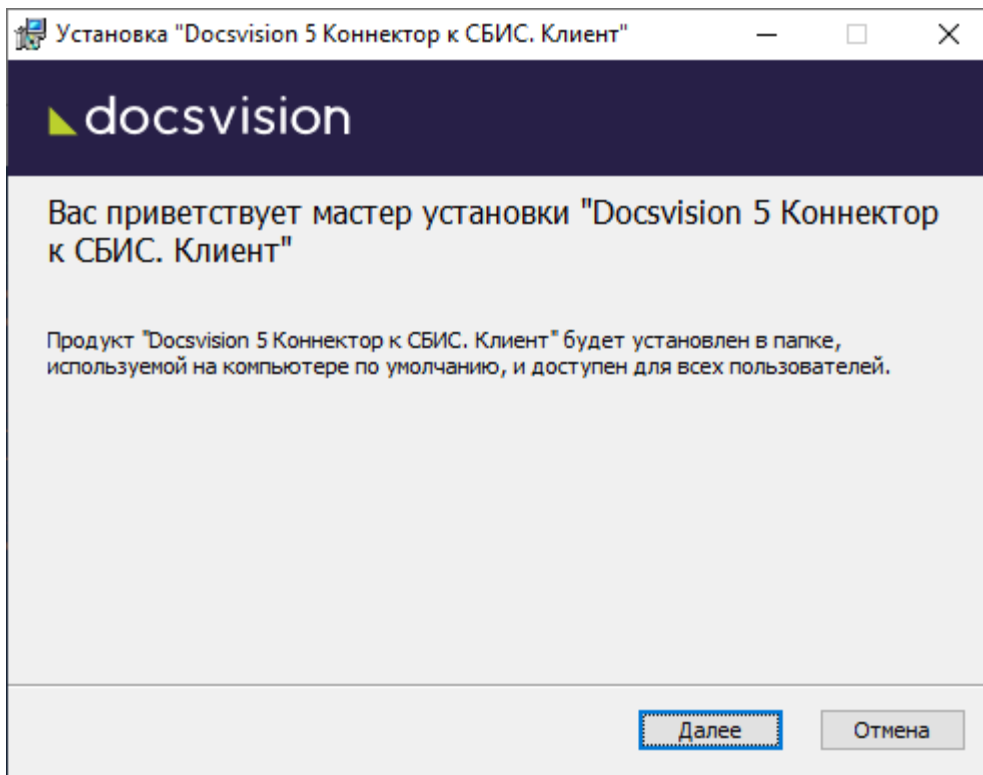 Установка "Docsvision 5 Коннектор к СБИС. Клиент"
docsvision
Вас приветствует мастер установки "Docsvision 5 Коннектор
к СБИС. Клиент"
Продукт "Docsvision 5 Коннектор к СБИС. Клиент" будет установлен в папке,
используемой на компьютере по умолчанию, и доступен для всех пользователей.
Далее
Отмена